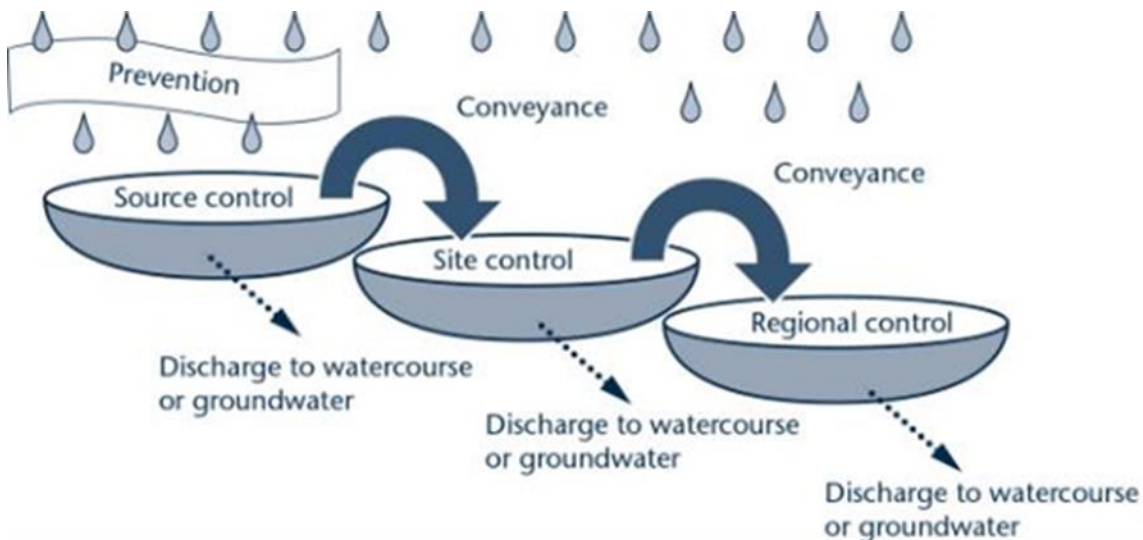 Prevention
Conveyance
Conveyance
Source control
Site control
Regional control
Discharge to watercourse
or groundwater
Discharge to watercourse
or groundwater
Discharge to watercourse
or groundwater